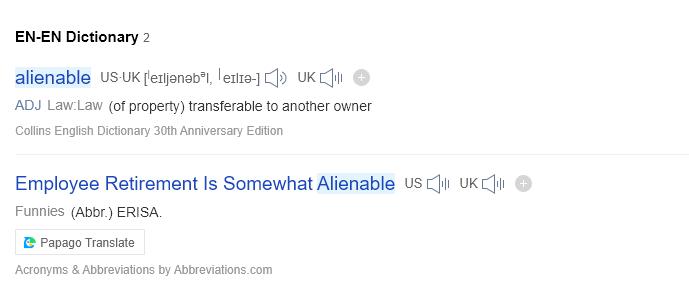 EN-EN Dictionary 2
alienable US·UK [ˈeɪljənəbᵊl, ˈeɪlɪə-] UK
ADJ Law:Law (of property) transferable to another owner
Collins English Dictionary 30th Anniversary Edition
Employee Retirement Is Somewhat Alienable US UK
Funnies (Abbr.) ERISA.
Papago Translate
Acronyms & Abbreviations by Abbreviations.com